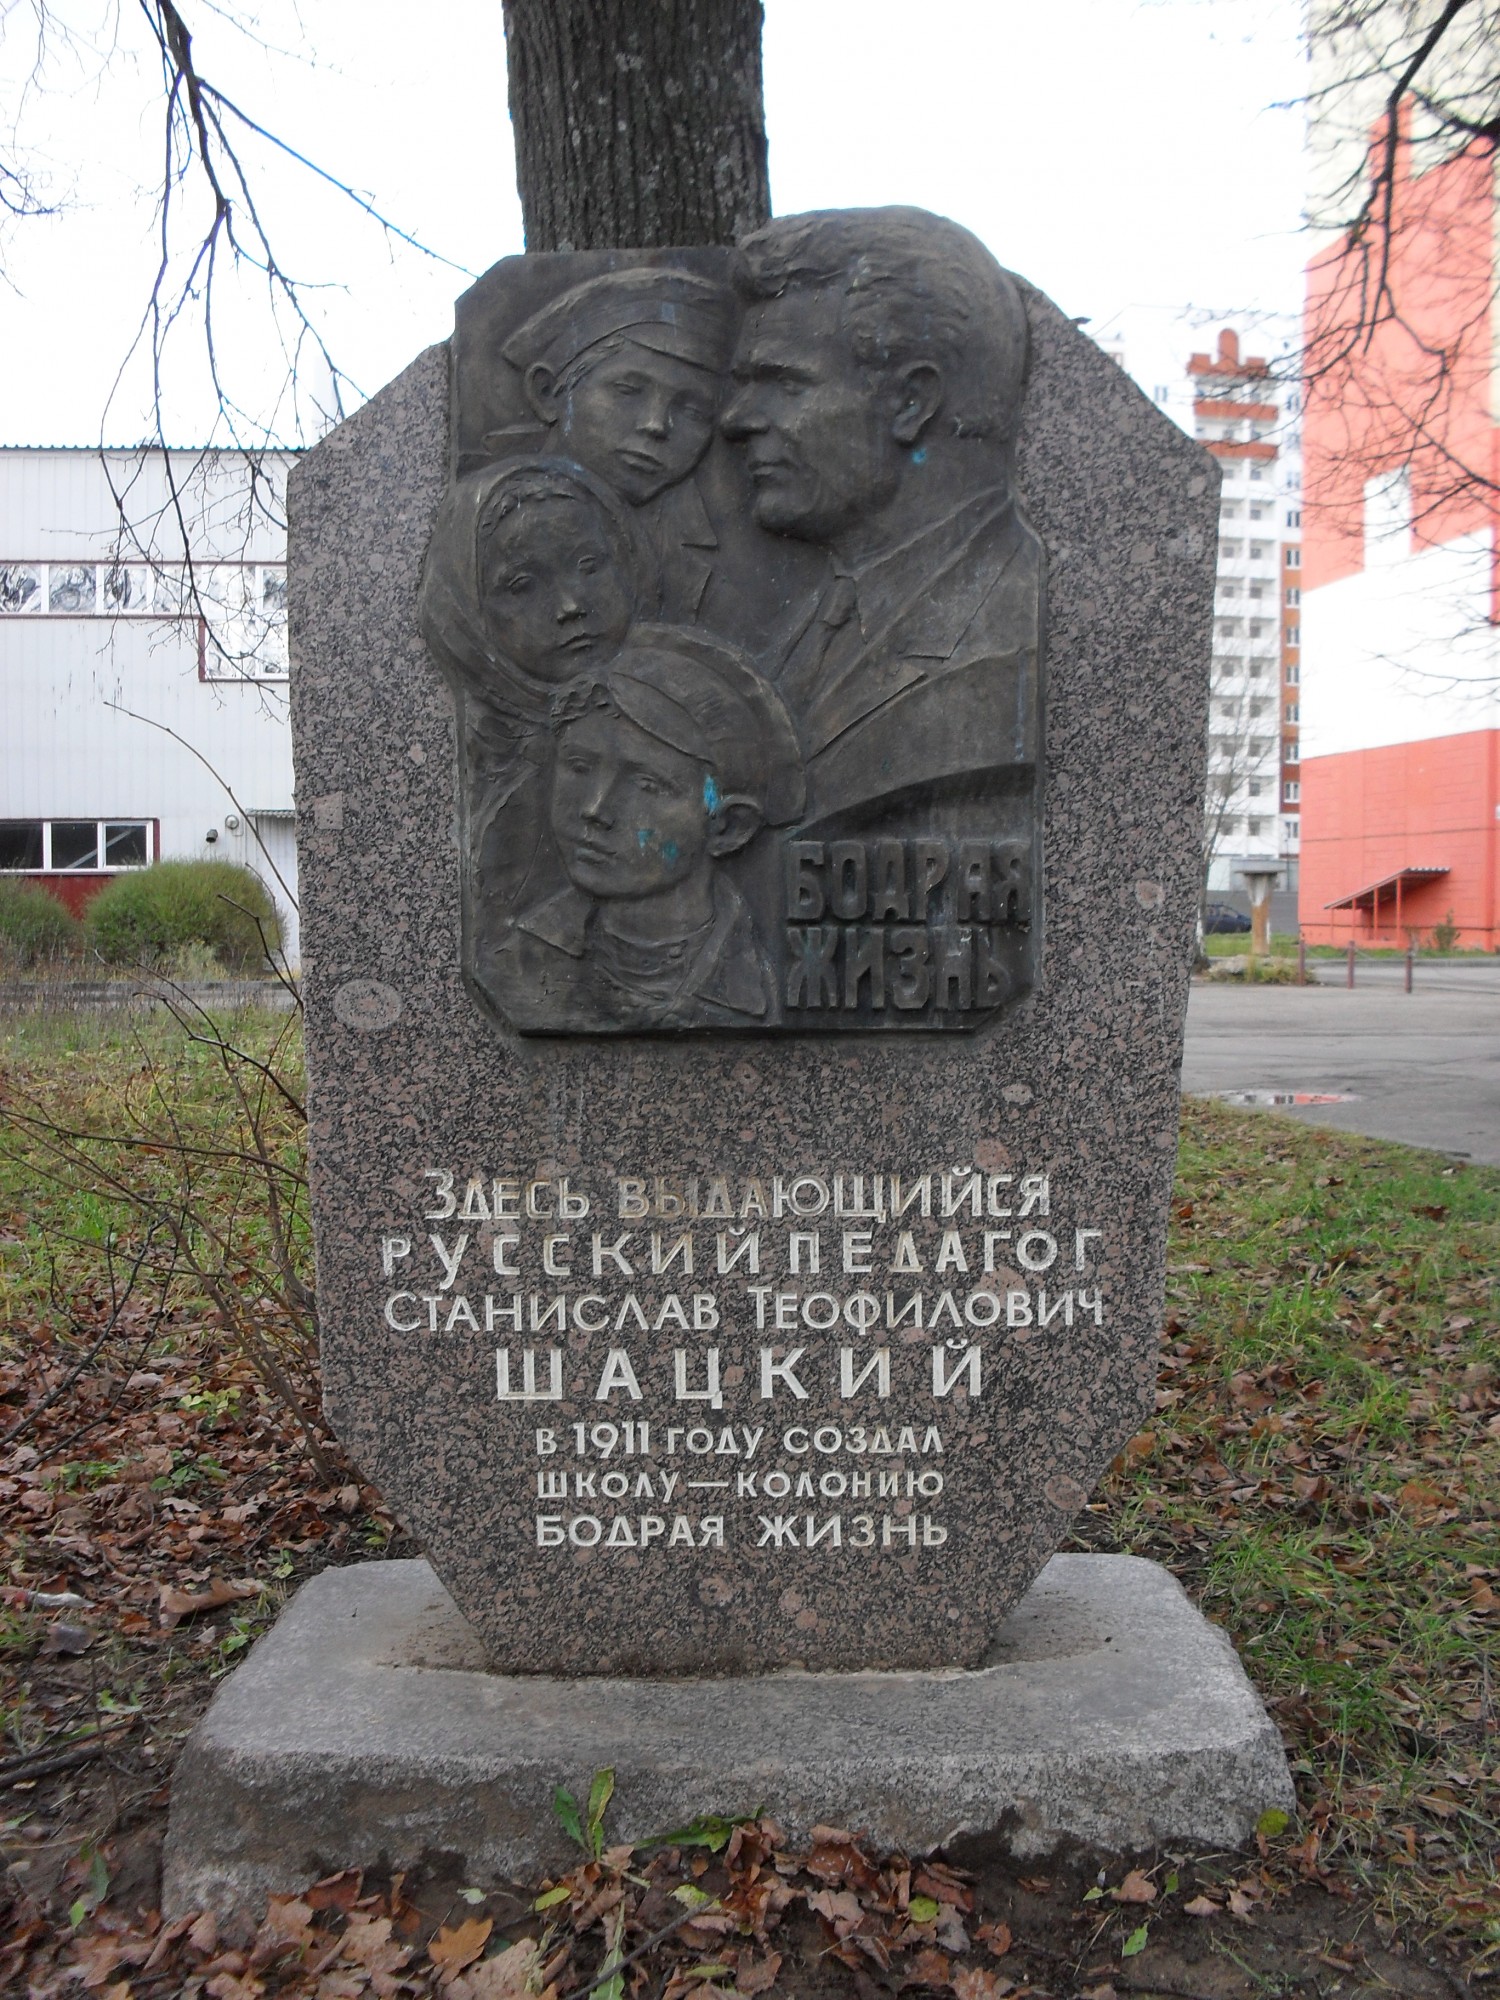 БОДРАЯ
ЖИЗНЬ
Здесь выдающийся
русский педагог
Станислав Теофилович
ШАЦКИЙ
в 1911 году создал
школу—колонию
БОДРАЯ ЖИЗНЬ